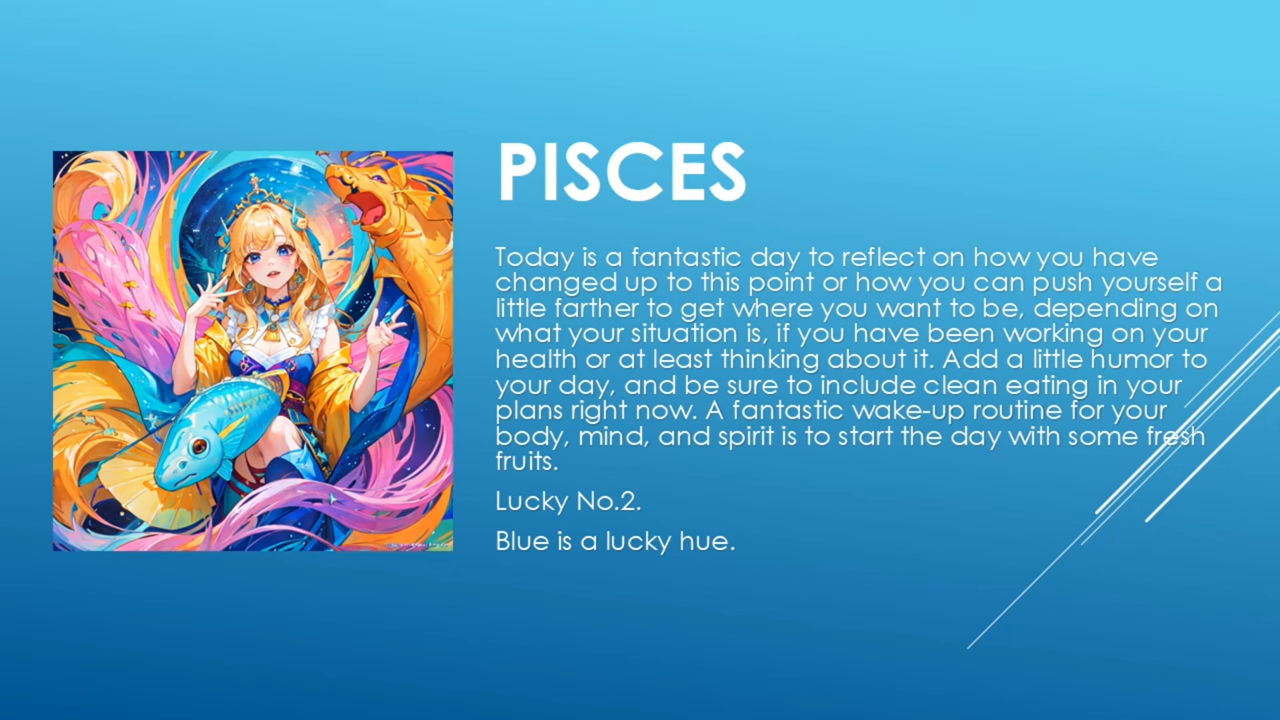 PISCES
Today is a fantastic day to reflect on how you have
changed up to this point or how you can push yourself a
little farther to get where you want to be, depending on
what your situation is, if you have been working on your
health or at least thinking about it. Add a little humor to
your day, and be sure to include clean eating in your
plans right now. A fantastic wake-up routine for your
body, mind, and spirit is to start the day with some fresh
fruits.
Lucky No.2.
Blue is a lucky hue.